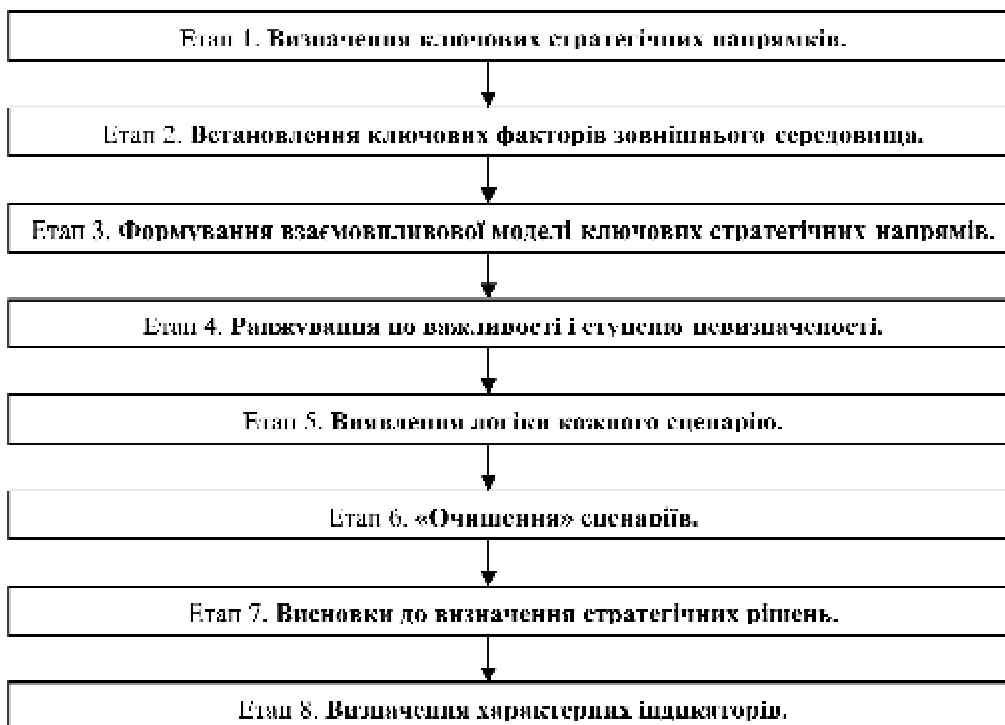 Етап 1. Визначення ключових стратегічних напрямків.
Етап 2. Встановлення ключових факторів зовнішнього середовища.
Етап 3. Формування взаємовпливової моделі ключових стратегічних напрямів.
Етап 4. Ранжування по важливості і ступеню невизначеності.
Етап 5. Виявлення логіки кожного сценарію.
Етап 6. «Очищення» сценаріїв.
Етап 7. Висновки до визначення стратегічних рішень.
Етап 8. Визначення характерних індикаторів.